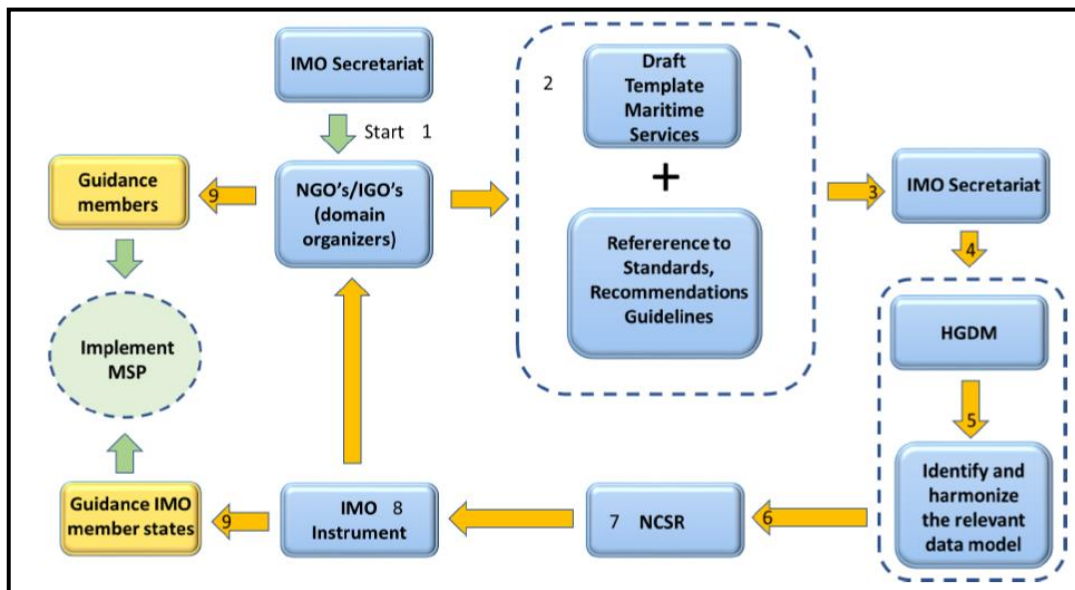 IMO Secretariat
Start 1
NGO's/IGO's
(domain
organizers)
2
Draft
Template
Maritime
Services
+
Refererence to
Standards,
Recommendations
Guidelines
3
IMO Secretariat
4
HGDM
5
Identify and
harmonize
the relevant
data model
6
7 NCSR
IMO 8
Instrument
9
Guidance
members
9
Guidance IMO
member states
Implement
MSP